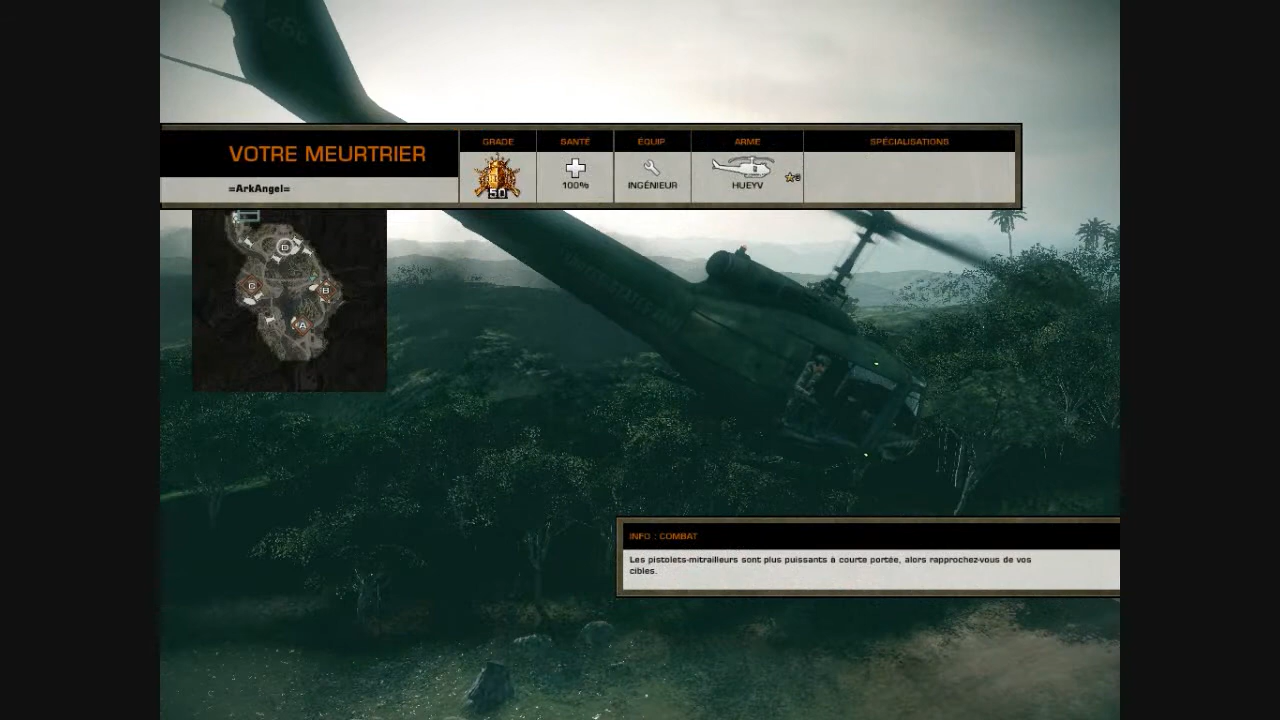 VOTRE MEURTRIER
=ArkAngel=
GRADE
50
SANTÉ
100%
ÉQUIP
INGÉNIEUR
ARME
HUEYV
SPÉCIALISATIONS
D
C
B
A
INFO : COMBAT
Les pistolets-mitrailleurs sont plus puissants à courte portée, alors rapprochez-vous de vos
cibles.